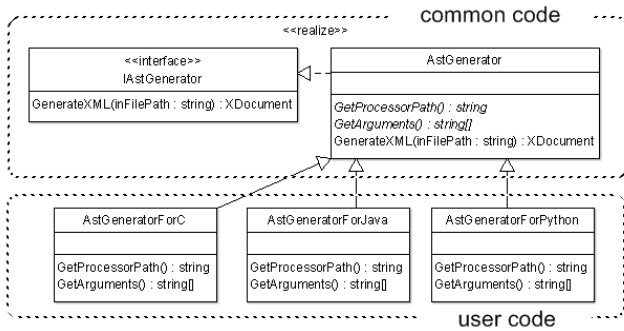 common code
<<realize>>
<<interface>>
IAstGenerator
GenerateXML(inFilePath : string) : XDocument
AstGenerator
GetProcessorPath() : string
GetArguments() : string[]
GenerateXML(inFilePath : string) : XDocument
AstGeneratorForC
GetProcessorPath() : string
GetArguments() : string[]
AstGeneratorForJava
GetProcessorPath() : string
GetArguments() : string[]
AstGeneratorForPython
GetProcessorPath() : string
GetArguments() : string[]
user code